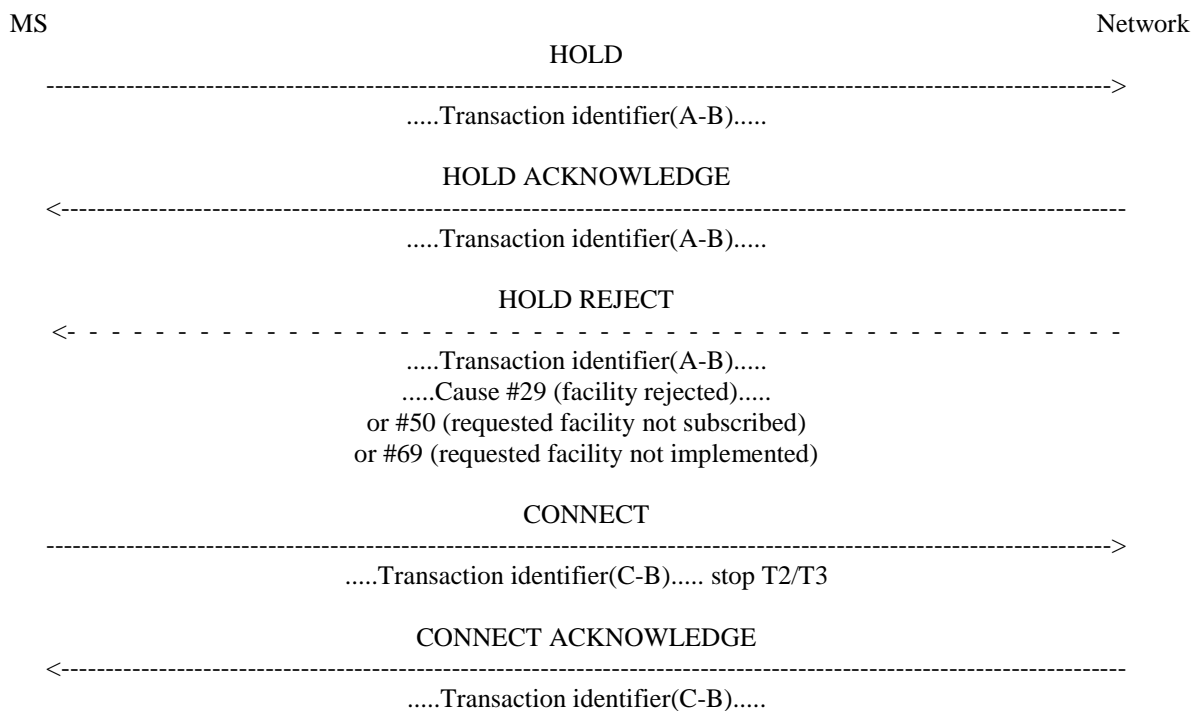 MS Network
HOLD
------------------------------------------------------------------------------------------------------------------------>
.....Transaction identifier(A-B).....
HOLD ACKNOWLEDGE
<------------------------------------------------------------------------------------------------------------------------
.....Transaction identifier(A-B).....
HOLD REJECT
<- - - - - - - - - - - - - - - - - - - - - - - - - - - - - - - - - - - - - - - - - - - - - - - -
.....Transaction identifier(A-B).....
.....Cause #29 (facility rejected).....
or #50 (requested facility not subscribed)
or #69 (requested facility not implemented)
CONNECT
------------------------------------------------------------------------------------------------------------------------>
.....Transaction identifier(C-B)..... stop T2/T3
CONNECT ACKNOWLEDGE
<------------------------------------------------------------------------------------------------------------------------
.....Transaction identifier(C-B).....